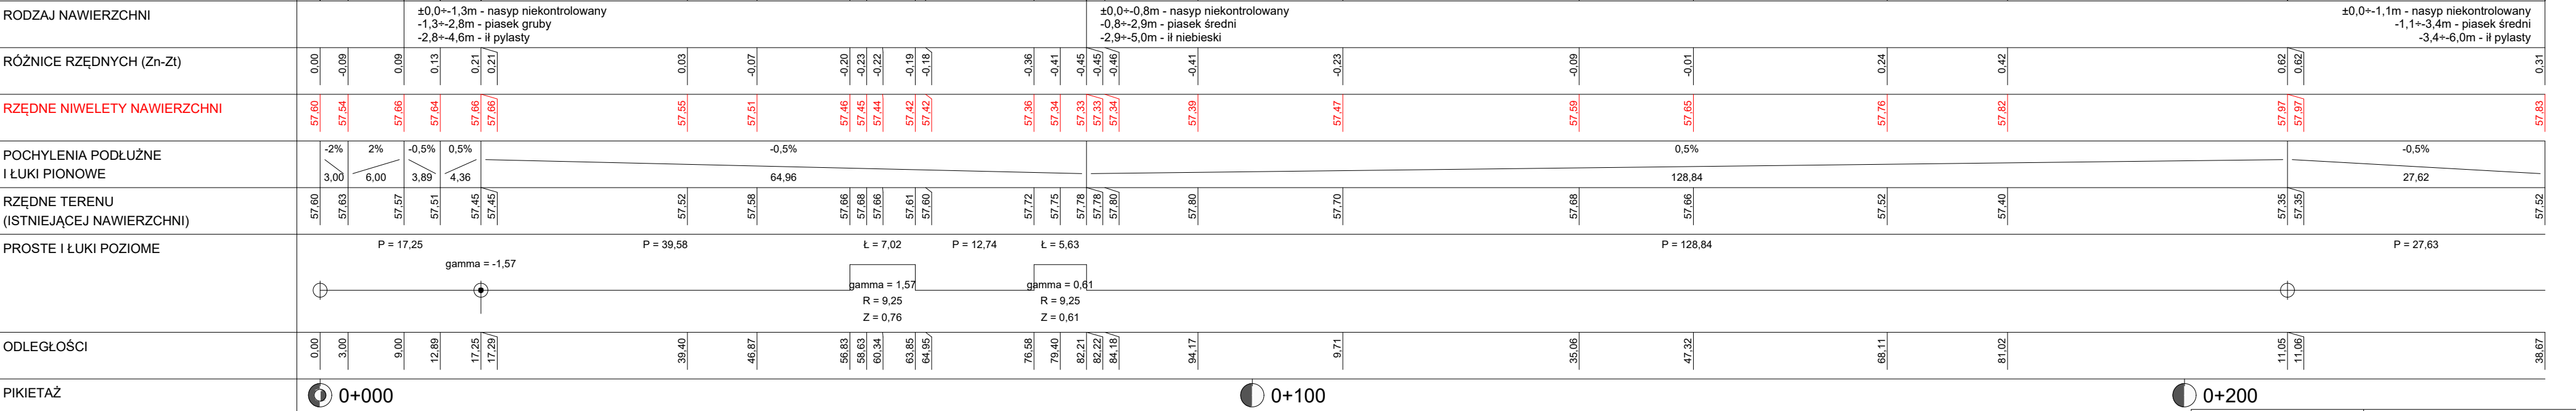 RODZAJ NAWIERZCHNI
±0,0÷-1,3m - nasyp niekontrolowany
-1,3÷-2,8m - piasek gruby
-2,8÷-4,6m - ił pylasty
±0,0÷-0,8m - nasyp niekontrolowany
-0,8÷-2,9m - piasek średni
-2,9÷-5,0m - ił niebieski
±0,0÷-1,1m - nasyp niekontrolowany
-1,1÷-3,4m - piasek średni
-3,4÷-6,0m - ił pylasty
RÓŻNICE RZĘDNYCH (Zn-Zt)
0,00 -0,09 0,09 0,13 0,21 0,21 0,03 -0,07 -0,20 -0,23 -0,22 -0,19 -0,18 -0,36 -0,41 -0,45 -0,45 -0,46 -0,41 -0,23 -0,09 -0,01 0,24 0,42 0,62 0,62 0,31
RZĘDNE NIWELETY NAWIERZCHNI
57,60 57,54 57,66 57,64 57,66 57,66 57,55 57,51 57,46 57,45 57,44 57,42 57,42 57,36 57,34 57,33 57,33 57,34 57,39 57,47 57,59 57,65 57,76 57,82 57,97 57,97 57,83
POCHYLENIA PODŁUŻNE
I ŁUKI PIONOWE
-2% 2% -0,5% 0,5% -0,5% 0,5% -0,5%
3,00 6,00 3,89 4,36 64,96 128,84 27,62
RZĘDNE TERENU
(ISTNIEJĄCEJ NAWIERZCHNI)
57,60 57,63 57,57 57,51 57,45 57,45 57,52 57,58 57,66 57,68 57,66 57,61 57,60 57,72 57,75 57,78 57,78 57,80 57,80 57,70 57,68 57,66 57,52 57,40 57,35 57,35 57,52
PROSTE I ŁUKI POZIOME
P = 17,25 P = 39,58 Ł = 7,02 P = 12,74 Ł = 5,63 P = 128,84 P = 27,63
gamma = -1,57
gamma = 1,57 gamma = 0,61
R = 9,25 R = 9,25
Z = 0,76 Z = 0,61
ODLEGŁOŚCI
0,00 3,00 9,00 12,89 17,25 17,29 39,40 46,87 56,83 58,63 60,34 63,85 64,95 76,58 79,40 82,21 82,22 84,18 94,17 9,71 35,06 47,32 68,11 81,02 11,05 11,06 38,67
PIKIETAŻ
0+000 0+100 0+200